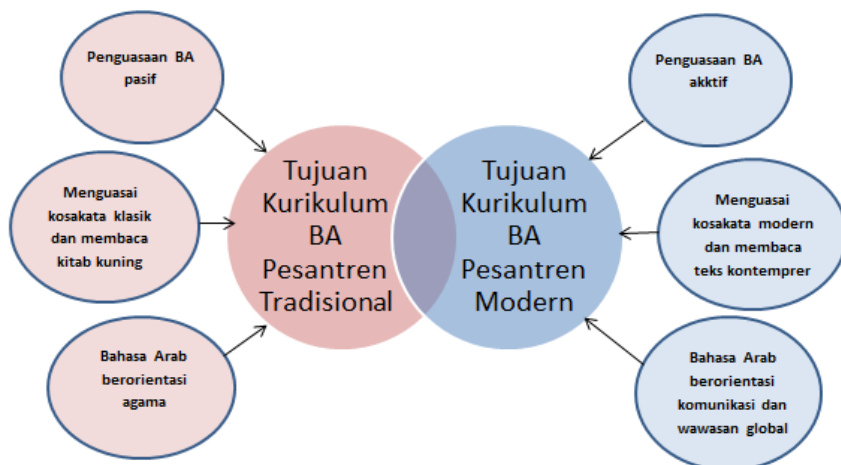 Penguasaan BA
pasif
Menguasai
kosakata klasik
dan membaca
kitab kuning
Bahasa Arab
berorientasi
agama
Tujuan
Kurikulum
BA
Pesantren
Tradisional
Tujuan
Kurikulum
BA
Pesantren
Modern
Penguasaan BA
akktif
Menguasai
kosakata modern
dan membaca
teks kontemprer
Bahasa Arab
berorientasi
komunikasi dan
wawasan global